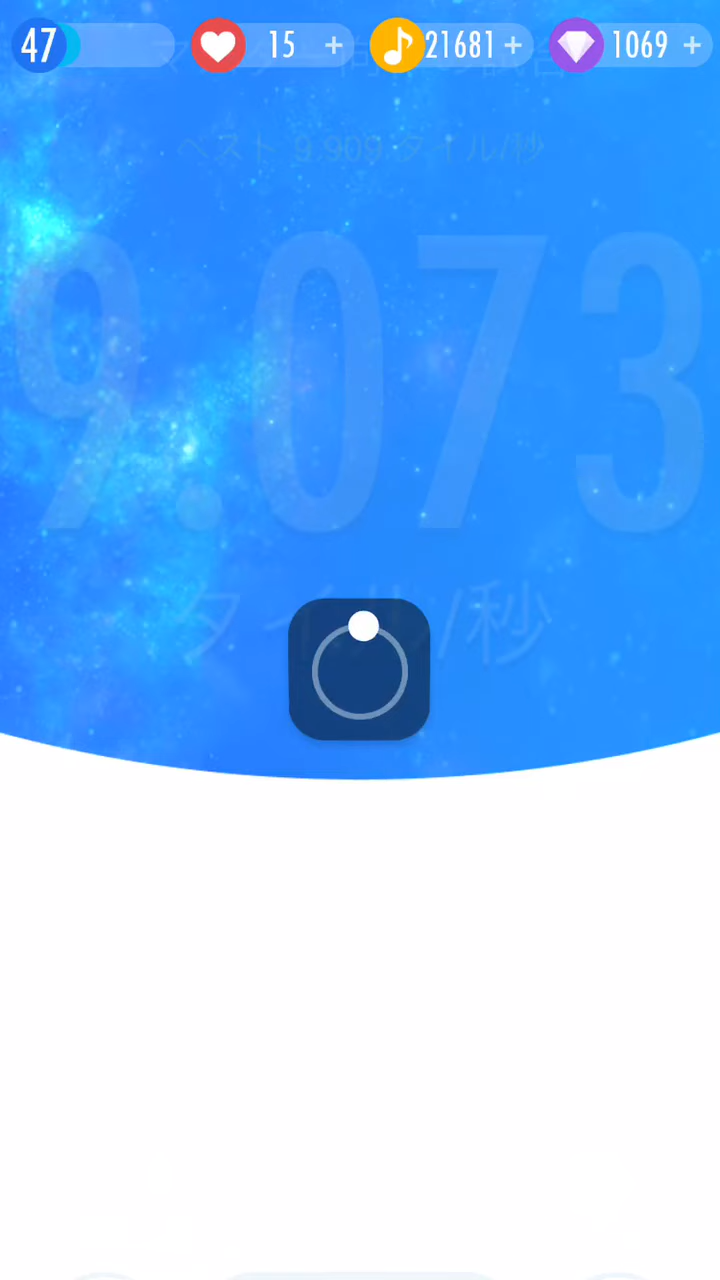 47 15 + 21681 + 1069 +
ベスト 9.909 タイル/秒
9.073
タイル/秒